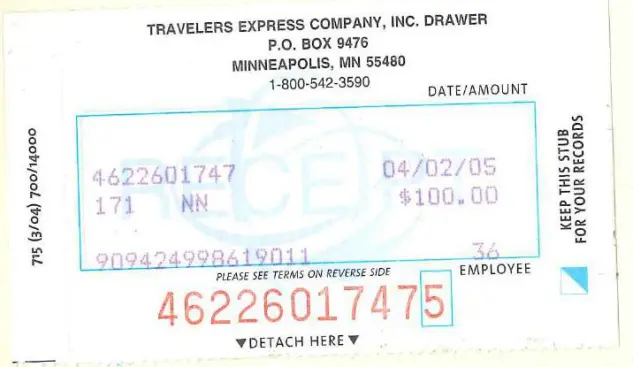 TRAVELERS EXPRESS COMPANY, INC. DRAWER
P.O. BOX 9476
MINNEAPOLIS, MN 55480
1-800-542-3590
DATE/AMOUNT
RECEIPT
4622601747 04/02/05
171 NN $100.00
909424998619011 36
PLEASE SEE TERMS ON REVERSE SIDE
EMPLOYEE
46226017475
▼DETACH HERE▼
715 (3/04) 700/14000
KEEP THIS STUB
FOR YOUR RECORDS